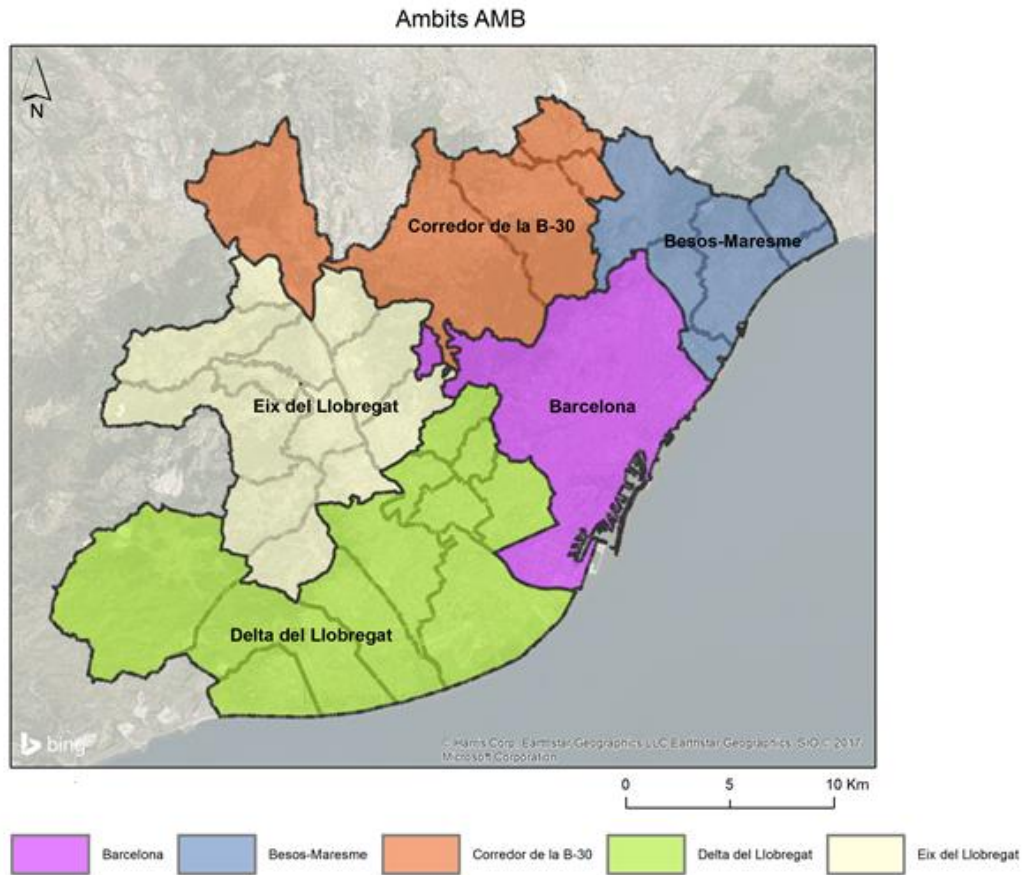 Ambits AMB
N
Corredor de la B-30
Besos-Maresme
Eix del Llobregat
Barcelona
Delta del Llobregat
bing
© Harris Corp, Earthstar Geographics LLC Earthstar Geographics SIO © 2017
Microsoft Corporation
0 5 10 Km
Barcelona Besos-Maresme Corredor de la B-30 Delta del Llobregat Eix del Llobregat